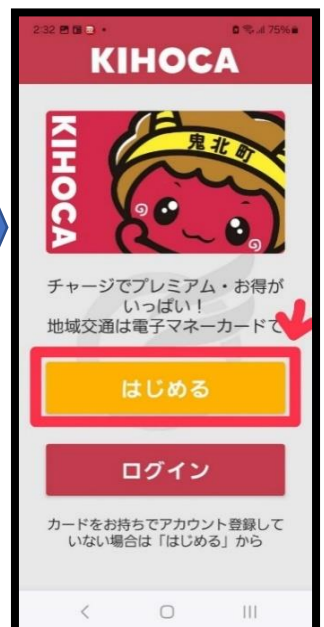 2:32 75%
KIHOCA
KIHOCA
鬼北町
チャージでプレミアム・お得が
いっぱい！
地域交通は電子マネーカードで
はじめる
ログイン
カードをお持ちでアカウント登録して
いない場合は「はじめる」から